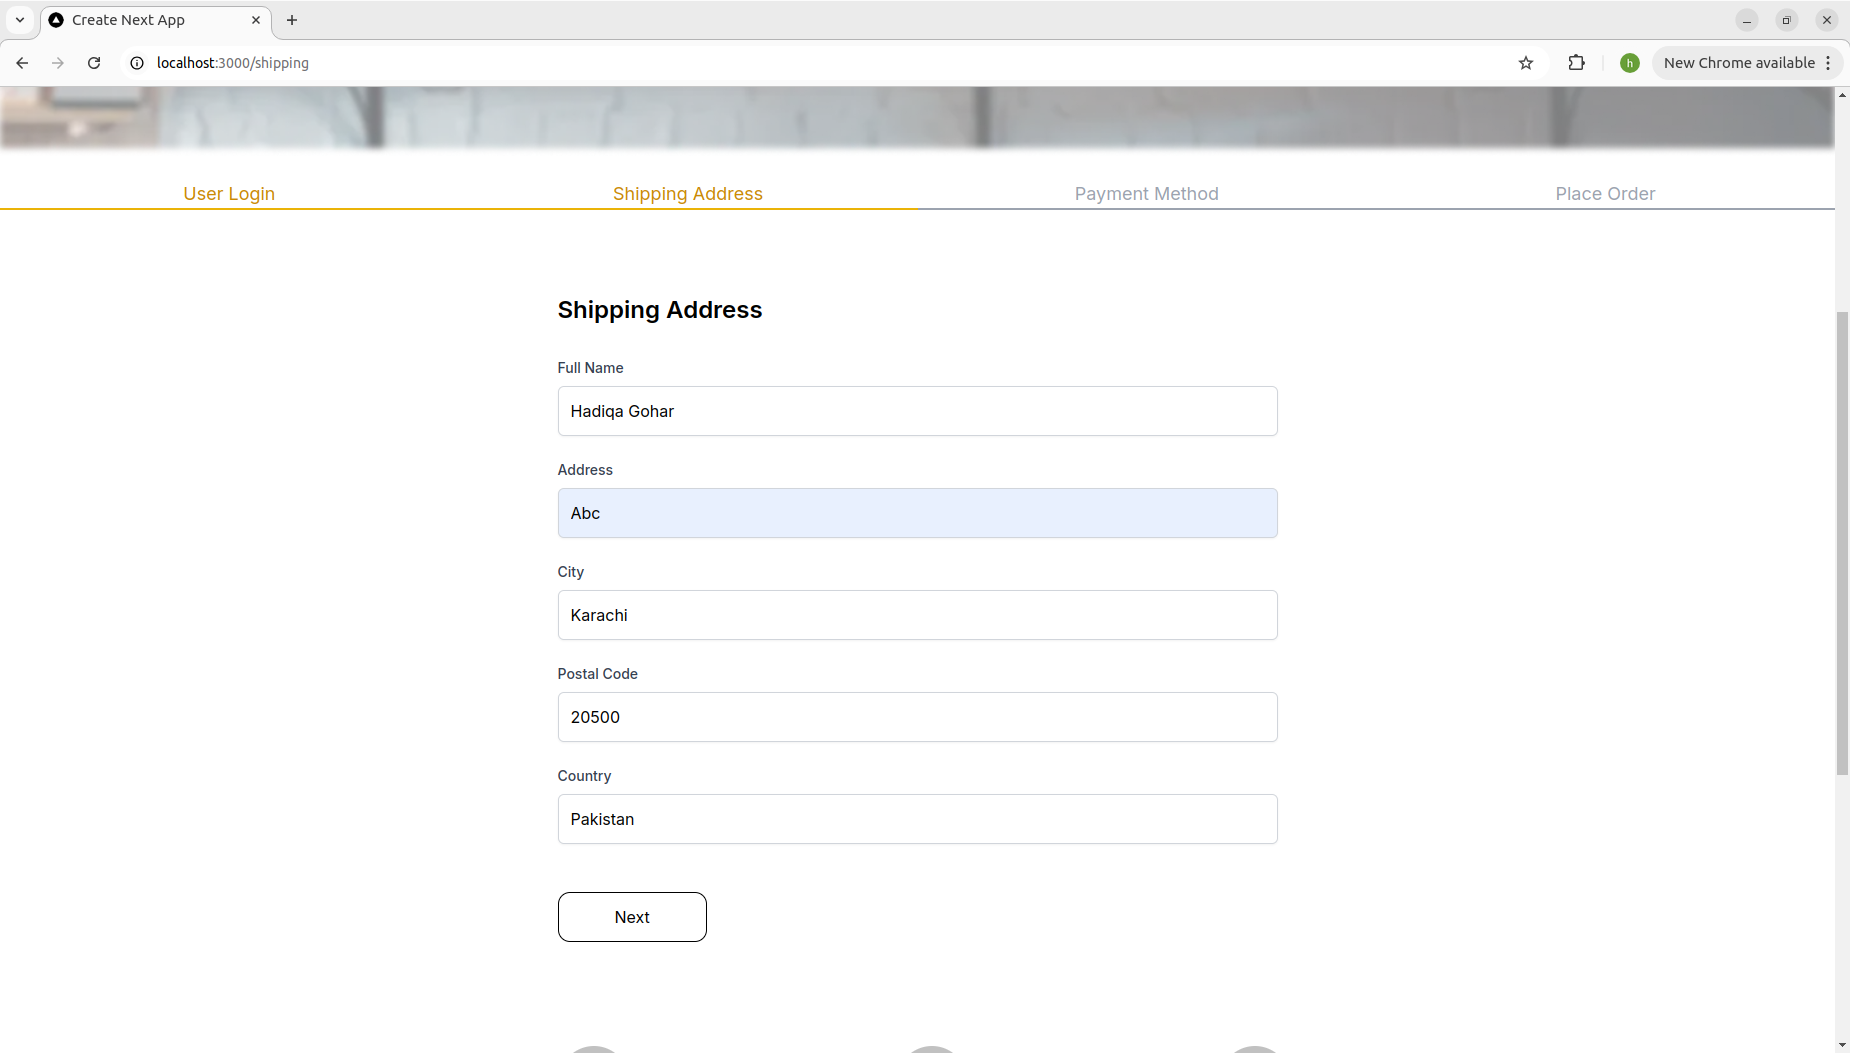 Create Next App
localhost:3000/shipping
h
New Chrome available
User Login
Shipping Address
Payment Method
Place Order
Shipping Address
Full Name
Hadiqa Gohar
Address
Abc
City
Karachi
Postal Code
20500
Country
Pakistan
Next